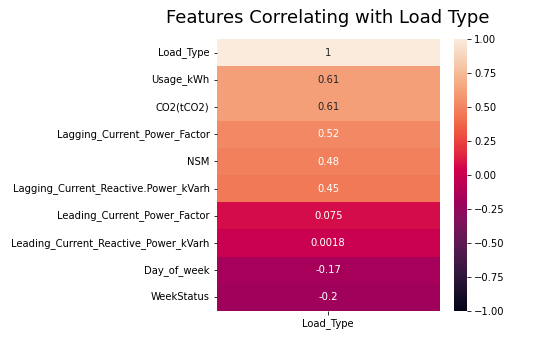 Features Correlating with Load Type
Load_Type 1
Usage_kWh 0.61
CO2(tCO2) 0.61
Lagging_Current_Power_Factor 0.52
NSM 0.48
Lagging_Current_Reactive.Power_kVarh 0.45
Leading_Current_Power_Factor 0.075
Leading_Current_Reactive_Power_kVarh 0.0018
Day_of_week -0.17
WeekStatus -0.2
Load_Type
1.00
0.75
0.50
0.25
0.00
−0.25
−0.50
−0.75
−1.00